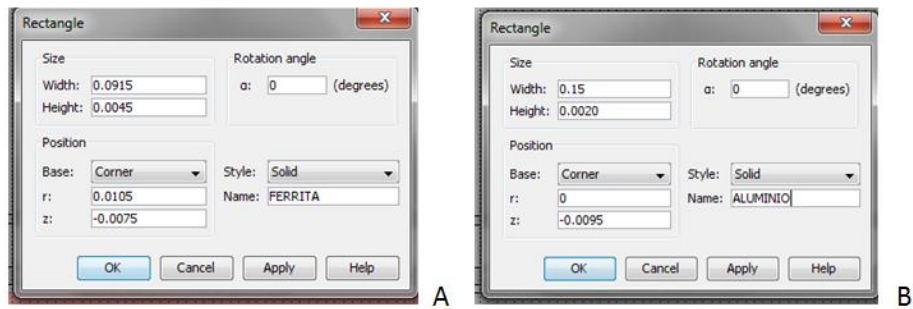 Rectangle
Size
Width: 0.0915
Height: 0.0045
Rotation angle
α: 0 (degrees)
Position
Base: Corner
r: 0.0105
z: -0.0075
Style: Solid
Name: FERRITA
OK Cancel Apply Help
A
Rectangle
Size
Width: 0.15
Height: 0.0020
Rotation angle
α: 0 (degrees)
Position
Base: Corner
r: 0
z: -0.0095
Style: Solid
Name: ALUMINIO
OK Cancel Apply Help
B